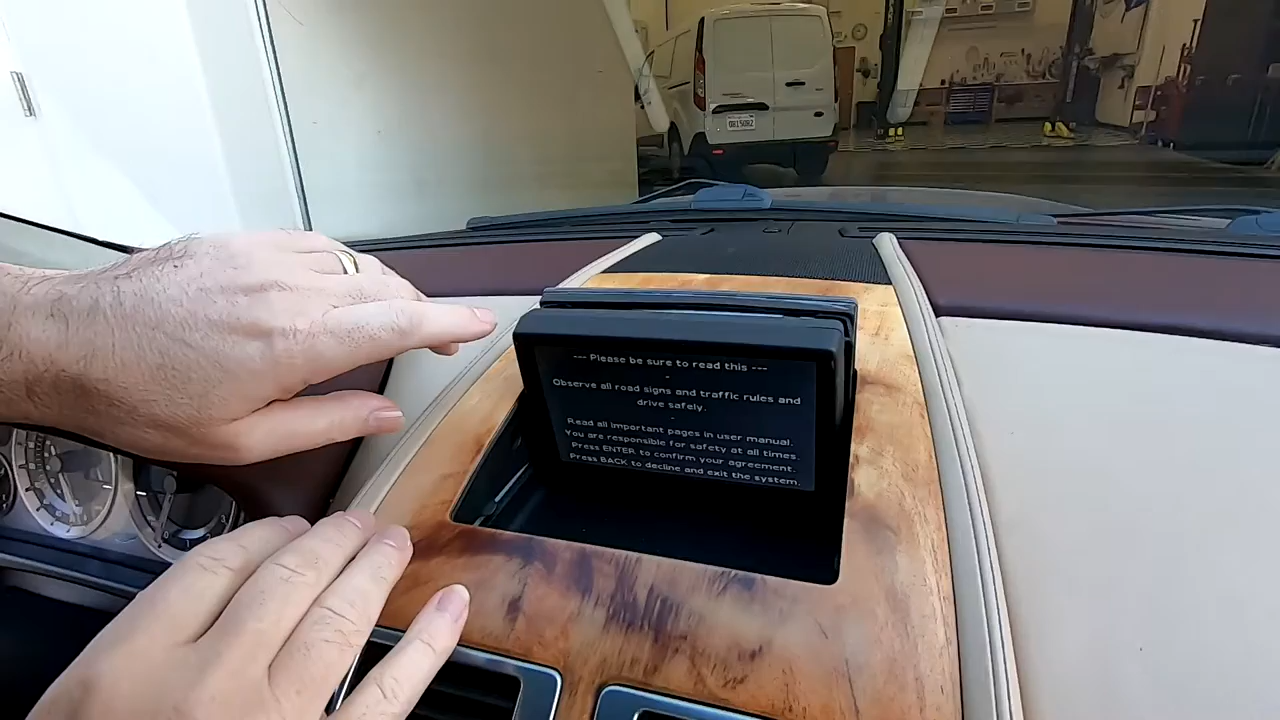 0B150R2
--- Please be sure to read this ---
-
Observe all road signs and traffic rules and
drive safely.
-
Read all important pages in user manual.
You are responsible for safety at all times.
Press ENTER to confirm your agreement.
Press BACK to decline and exit the system.